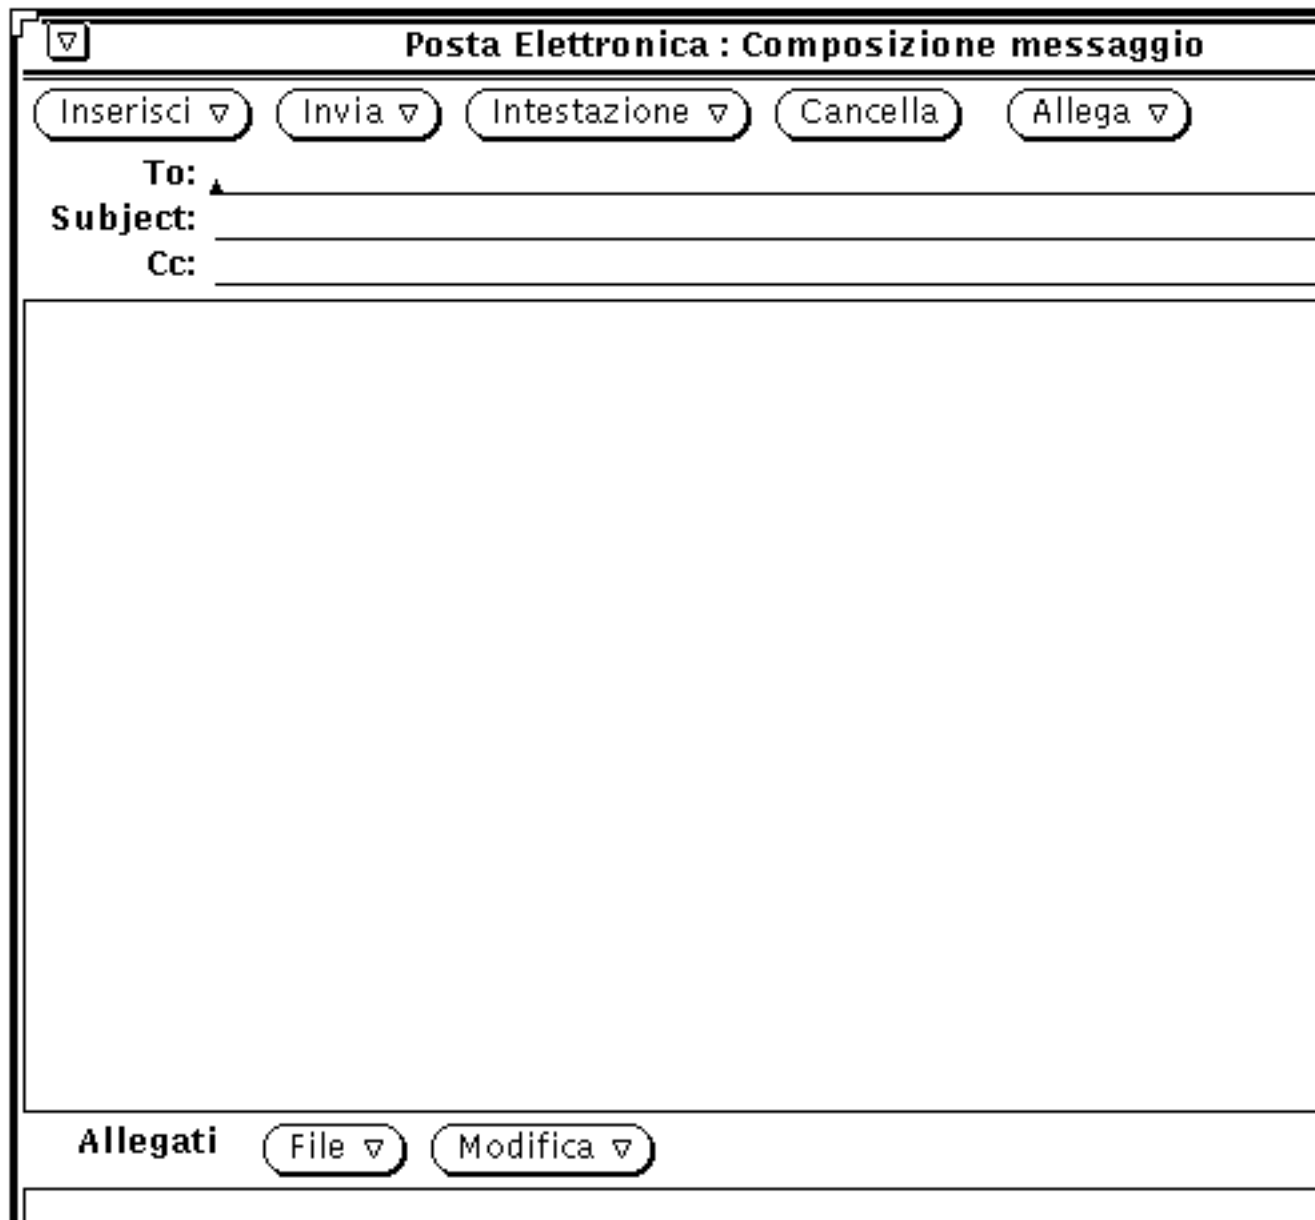 Posta Elettronica : Composizione messaggio
Inserisci Invia Intestazione Cancella Allega
To:
Subject:
Cc:
Allegati File Modifica